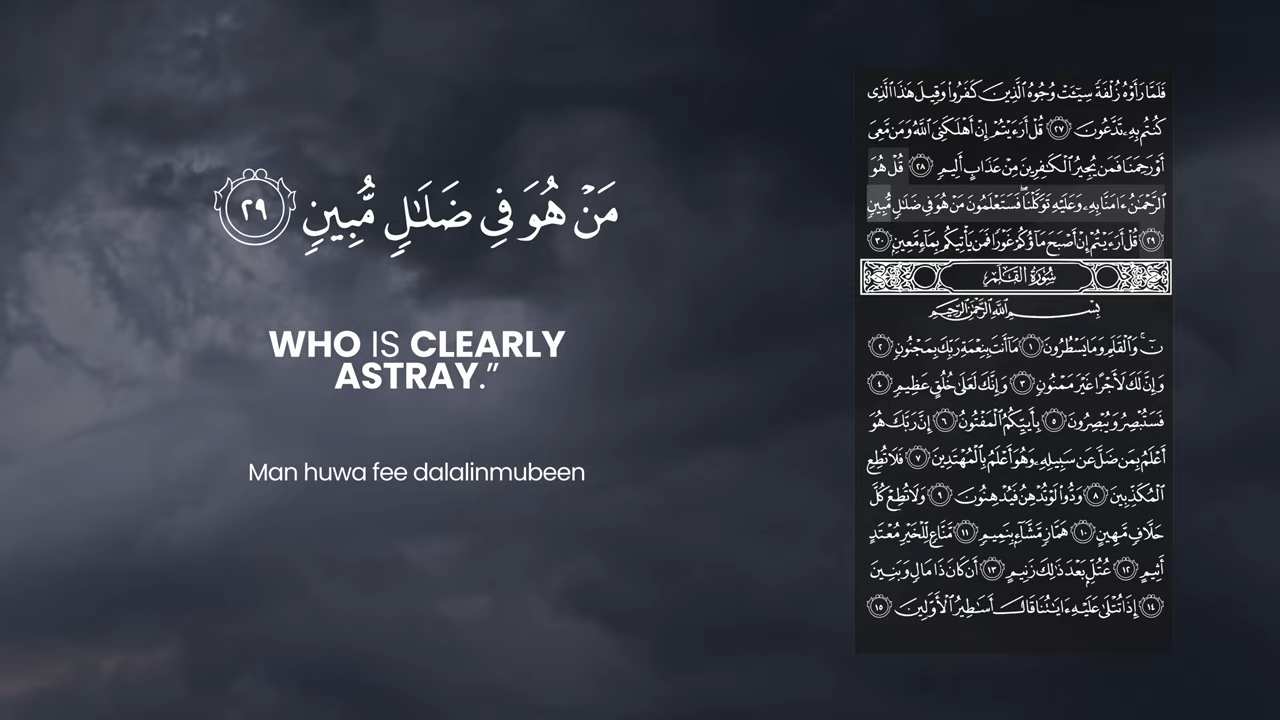 مَنْ هُوَ فِى ضَلَـٰلٍ مُّبِينٍ ٢٩
WHO IS CLEARLY
ASTRAY.”
Man huwa fee dalalinmubeen
فَلَمَّا رَأَوْهُ زُلْفَةً سِيٓـَٔتْ وُجُوهُ ٱلَّذِينَ كَفَرُوا۟ وَقِيلَ هَـٰذَا ٱلَّذِى
كُنتُم بِهِۦ تَدَّعُونَ ٢٧ قُلْ أَرَءَيْتُمْ إِنْ أَهْلَكَنِىَ ٱللَّهُ وَمَن مَّعِىَ
أَوْ رَحِمَنَا فَمَن يُجِيرُ ٱلْكَـٰفِرِينَ مِنْ عَذَابٍ أَلِيمٍ ٢٨ قُلْ هُوَ
ٱلرَّحْمَـٰنُ ءَامَنَّا بِهِۦ وَعَلَيْهِ تَوَكَّلْنَا ۖ فَسَتَعْلَمُونَ مَنْ هُوَ فِى ضَلَـٰلٍ مُّبِينٍ
٢٩ قُلْ أَرَءَيْتُمْ إِنْ أَصْبَحَ مَآؤُكُمْ غَوْرًا فَمَن يَأْتِيكُم بِمَآءٍ مَّعِينٍۭ ٣٠
سُورَةُ القَلَمِ
بِسْمِ ٱللَّهِ ٱلرَّحْمَـٰنِ ٱلرَّحِيمِ
نٓ ۚ وَٱلْقَلَمِ وَمَا يَسْطُرُونَ ١ مَآ أَنتَ بِنِعْمَةِ رَبِّكَ بِمَجْنُونٍ ٢
وَإِنَّ لَكَ لَأَجْرًا غَيْرَ مَمْنُونٍ ٣ وَإِنَّكَ لَعَلَىٰ خُلُقٍ عَظِيمٍ ٤
فَسَتُبْصِرُ وَيُبْصِرُونَ ٥ بِأَييِّكُمُ ٱلْمَفْتُونُ ٦ إِنَّ رَبَّكَ هُوَ
أَعْلَمُ بِمَن ضَلَّ عَن سَبِيلِهِۦ وَهُوَ أَعْلَمُ بِٱلْمُهْتَدِينَ ٧ فَلَا تُطِعِ
ٱلْمُكَذِّبِينَ ٨ وَدُّوا۟ لَوْ تُدْهِنُ فَيُدْهِنُونَ ٩ وَلَا تُطِعْ كُلَّ
حَلَّافٍ مَّهِينٍ ١٠ هَمَّازٍ مَّشَّآءٍۭ بِنَمِيمٍ ١١ مَّنَّاعٍ لِّلْخَيْرِ مُعْتَدٍ
أَثِيمٍ ١٢ عُتُلٍّۭ بَعْدَ ذَٰلِكَ زَنِيمٍ ١٣ أَن كَانَ ذَا مَالٍ وَبَنِينَ
١٤ إِذَا تُتْلَىٰ عَلَيْهِ ءَايَـٰتُنَا قَالَ أَسَـٰطِيرُ ٱلْأَوَّلِينَ ١٥